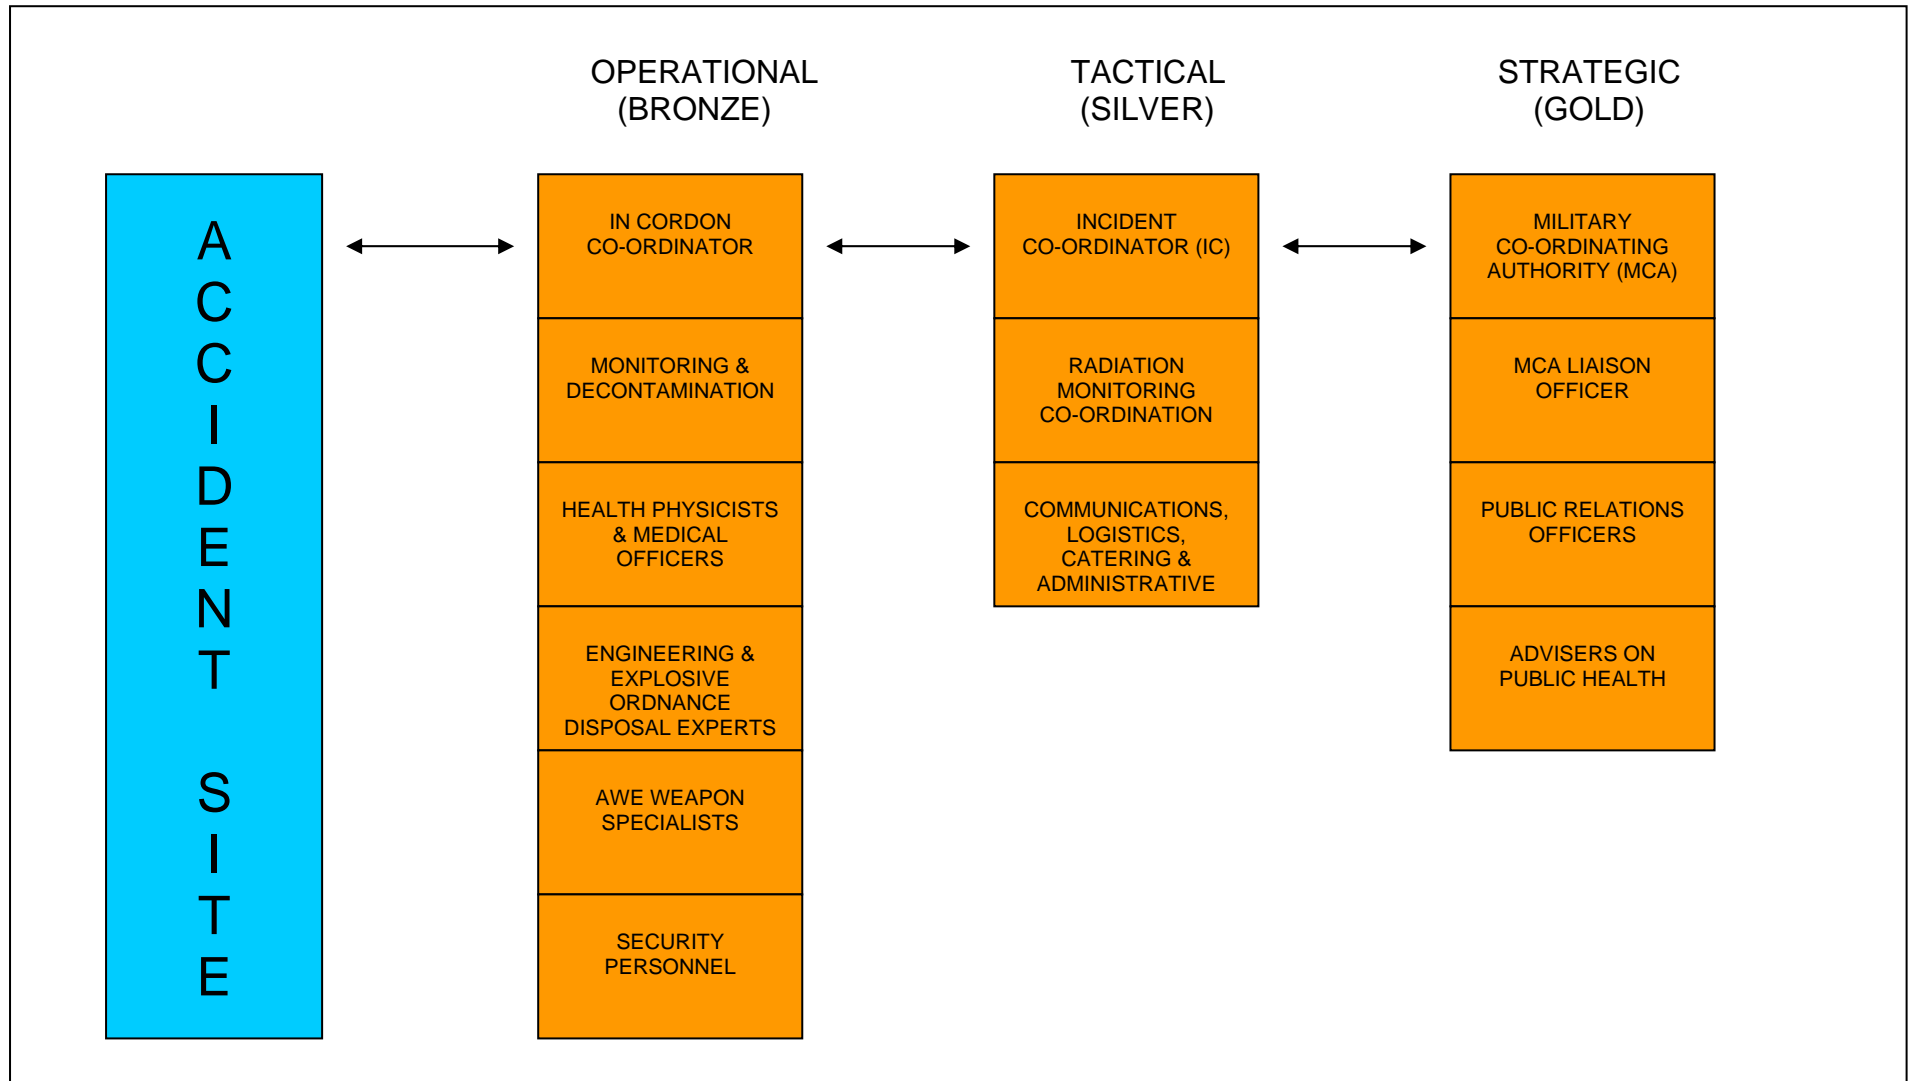 OPERATIONAL
(BRONZE)
TACTICAL
(SILVER)
STRATEGIC
(GOLD)
ACCIDENT SITE
IN CORDON
CO-ORDINATOR
MONITORING &
DECONTAMINATION
HEALTH PHYSICISTS
& MEDICAL
OFFICERS
ENGINEERING &
EXPLOSIVE
ORDNANCE
DISPOSAL EXPERTS
AWE WEAPON
SPECIALISTS
SECURITY
PERSONNEL
INCIDENT
CO-ORDINATOR (IC)
RADIATION
MONITORING
CO-ORDINATION
COMMUNICATIONS,
LOGISTICS,
CATERING &
ADMINISTRATIVE
MILITARY
CO-ORDINATING
AUTHORITY (MCA)
MCA LIAISON
OFFICER
PUBLIC RELATIONS
OFFICERS
ADVISERS ON
PUBLIC HEALTH